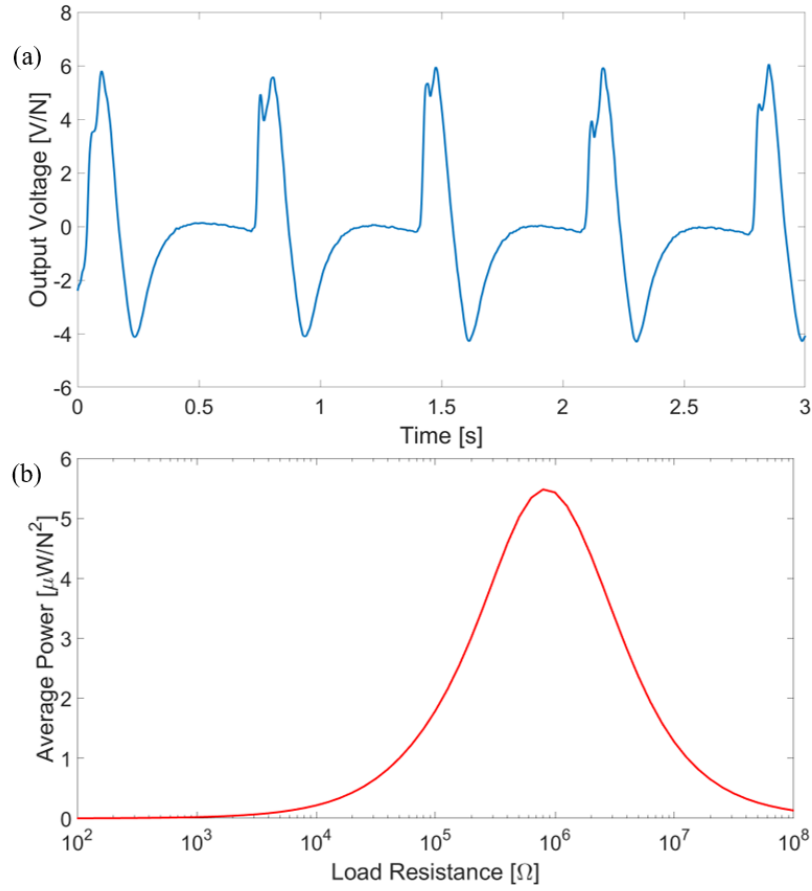 (a)
Output Voltage [V/N]
8
6
4
2
0
-2
-4
-6
0 0.5 1 1.5 2 2.5 3
Time [s]
(b)
Average Power [μW/N²]
6
5
4
3
2
1
0
10² 10³ 10⁴ 10⁵ 10⁶ 10⁷ 10⁸
Load Resistance [Ω]